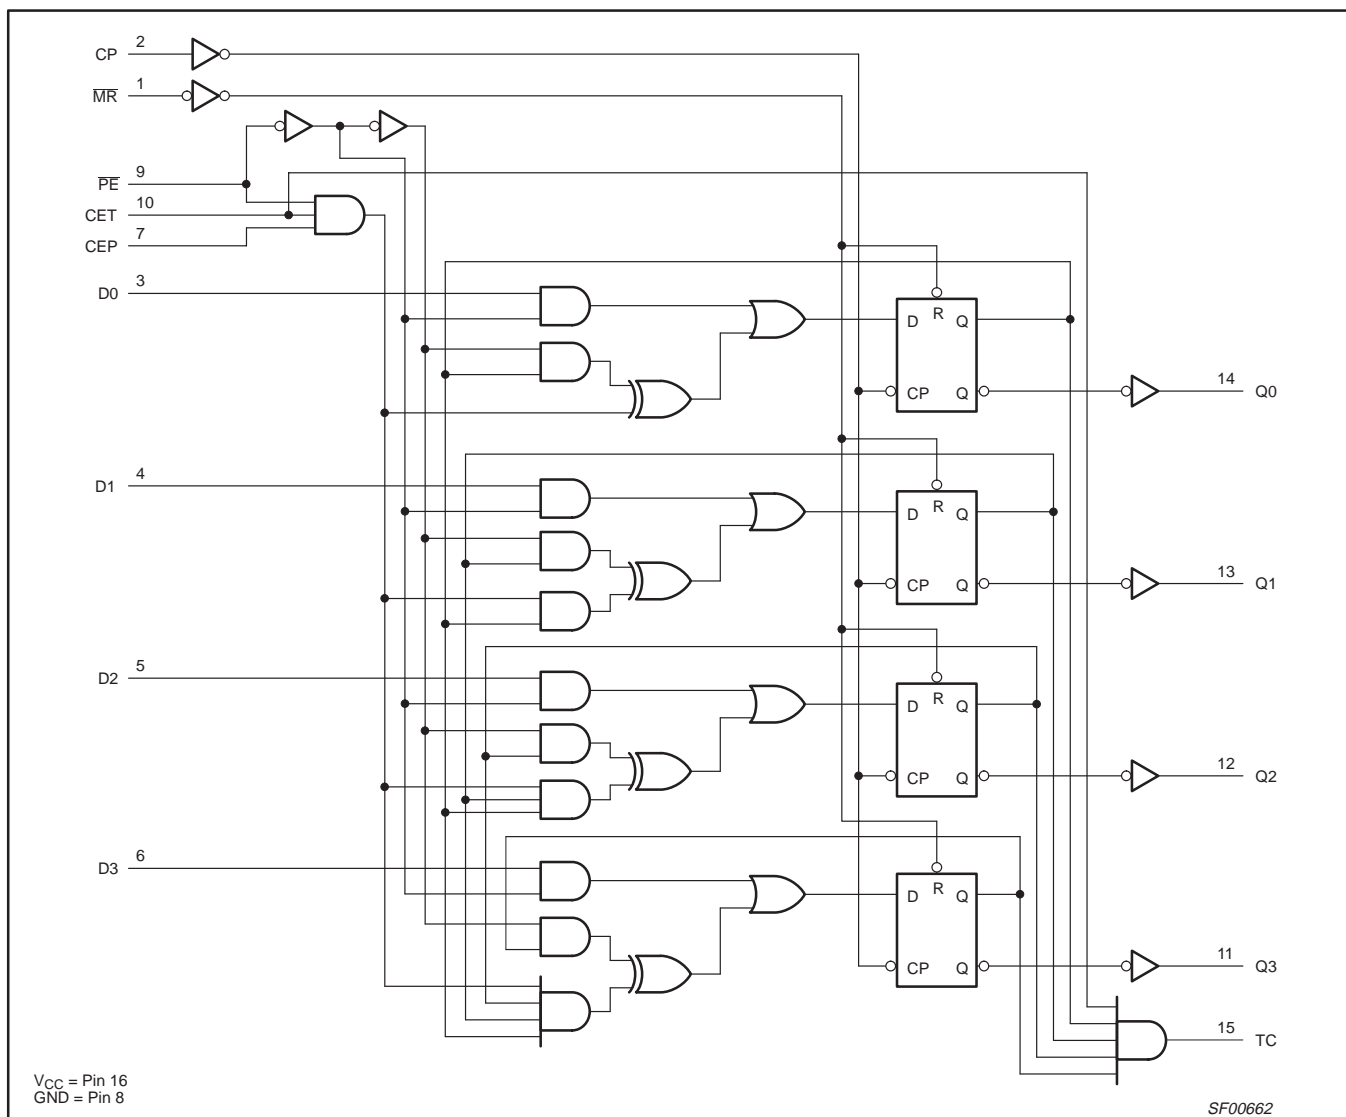 CP 2
MR 1
PE 9
CET 10
CEP 7
D0 3
D R Q
CP Q
14 Q0
D1 4
D R Q
CP Q
13 Q1
D2 5
D R Q
CP Q
12 Q2
D3 6
D R Q
CP Q
11 Q3
15 TC
VCC = Pin 16
GND = Pin 8
SF00662